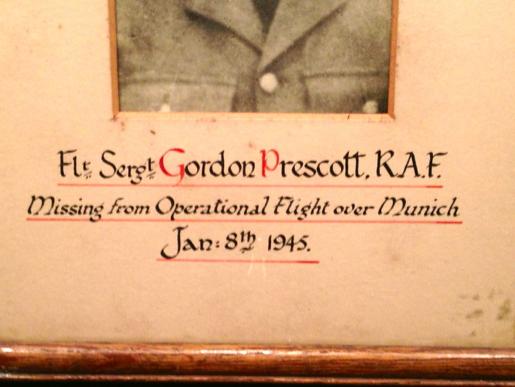 Flt Sergt Gordon Prescott, R.A.F.
Missing from Operational Flight over Munich
Jan: 8th 1945.